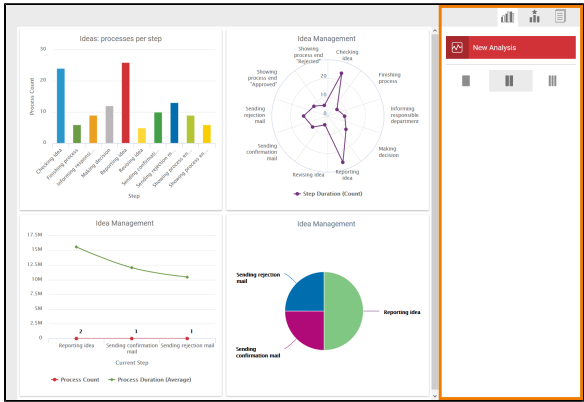 Ideas: processes per step
30
20
10
0
Process Count
Checking idea
Finishing process
Informing responsi...
Making decision
Reporting idea
Revising idea
Sending confirmati...
Sending rejection m...
Showing process en...
Showing process en...
Step
Idea Management
Showing
process end
"Rejected"
Checking
idea
Finishing
process
Informing
responsible
department
Making
decision
Reporting
idea
Revising idea
Sending
confirmation
mail
Sending
rejection
mail
Showing
process end
"Approved"
20
10
0
Step Duration (Count)
New Analysis
Idea Management
17.5M
15M
12.5M
10M
7.5M
5M
2.5M
0
2
1
1
Reporting idea
Sending confirmation
mail
Sending rejection mail
Current Step
Process Count
Process Duration (Average)
Idea Management
Sending rejection
mail
Reporting idea
Sending
confirmation mail